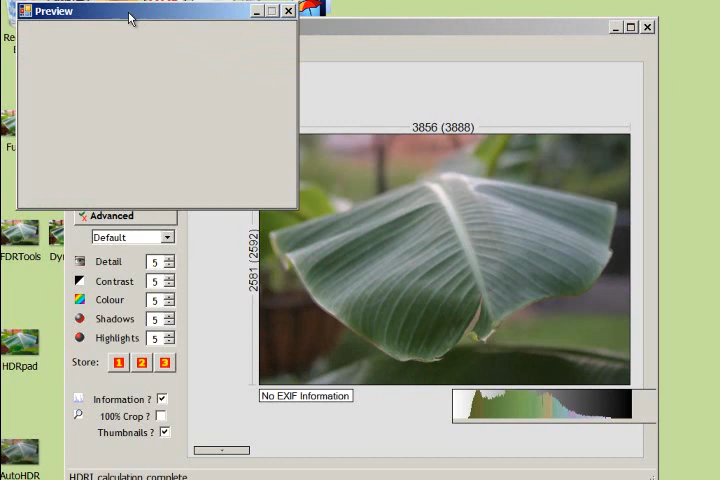 Preview
3856 (3888)
2581 (2592)
Advanced
Default
Detail 5
Contrast 5
Colour 5
Shadows 5
Highlights 5
Store: 1 2 3
Information ?
100% Crop ?
Thumbnails ?
No EXIF Information
HDRI calculation complete
FDRTools
HDRpad
AutoHDR